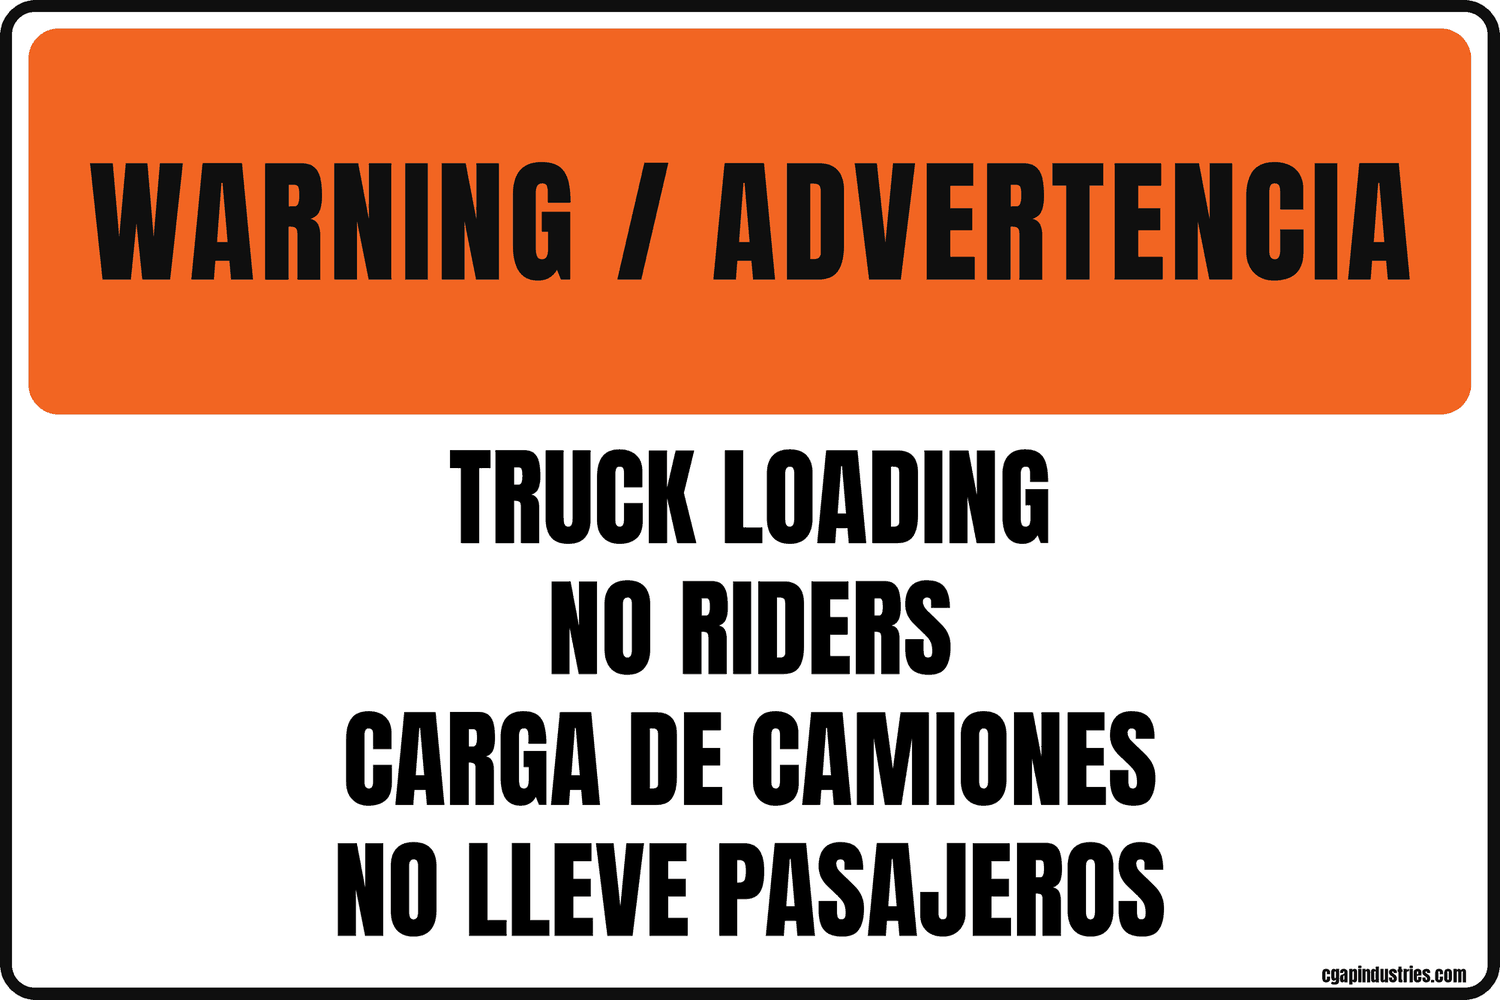 WARNING / ADVERTENCIA
TRUCK LOADING
NO RIDERS
CARGA DE CAMIONES
NO LLEVE PASAJEROS
cgapindustries.com